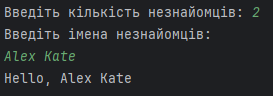 Введіть кількість незнайомців: 2
Введіть імена незнайомців:
Alex Kate
Hello, Alex Kate